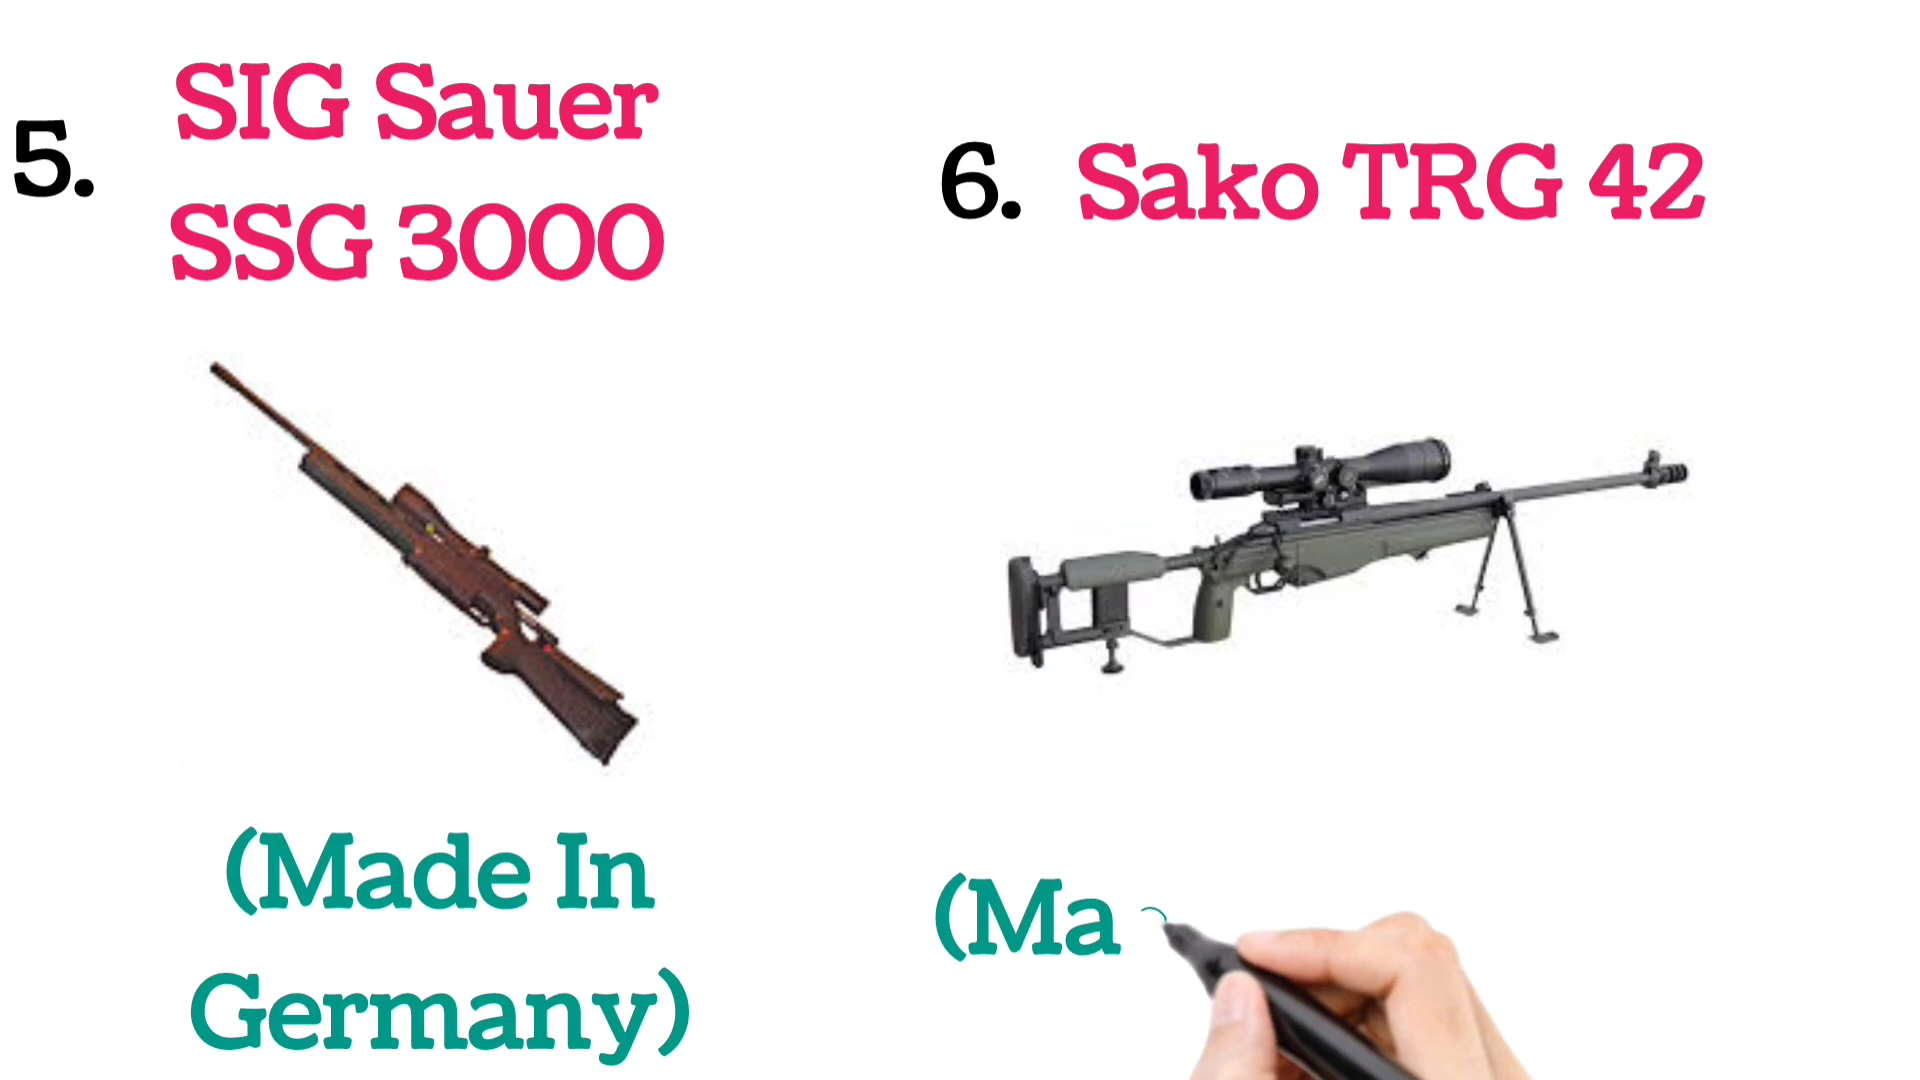 5.
SIG Sauer
SSG 3000
(Made In
Germany)
6. Sako TRG 42
(Ma